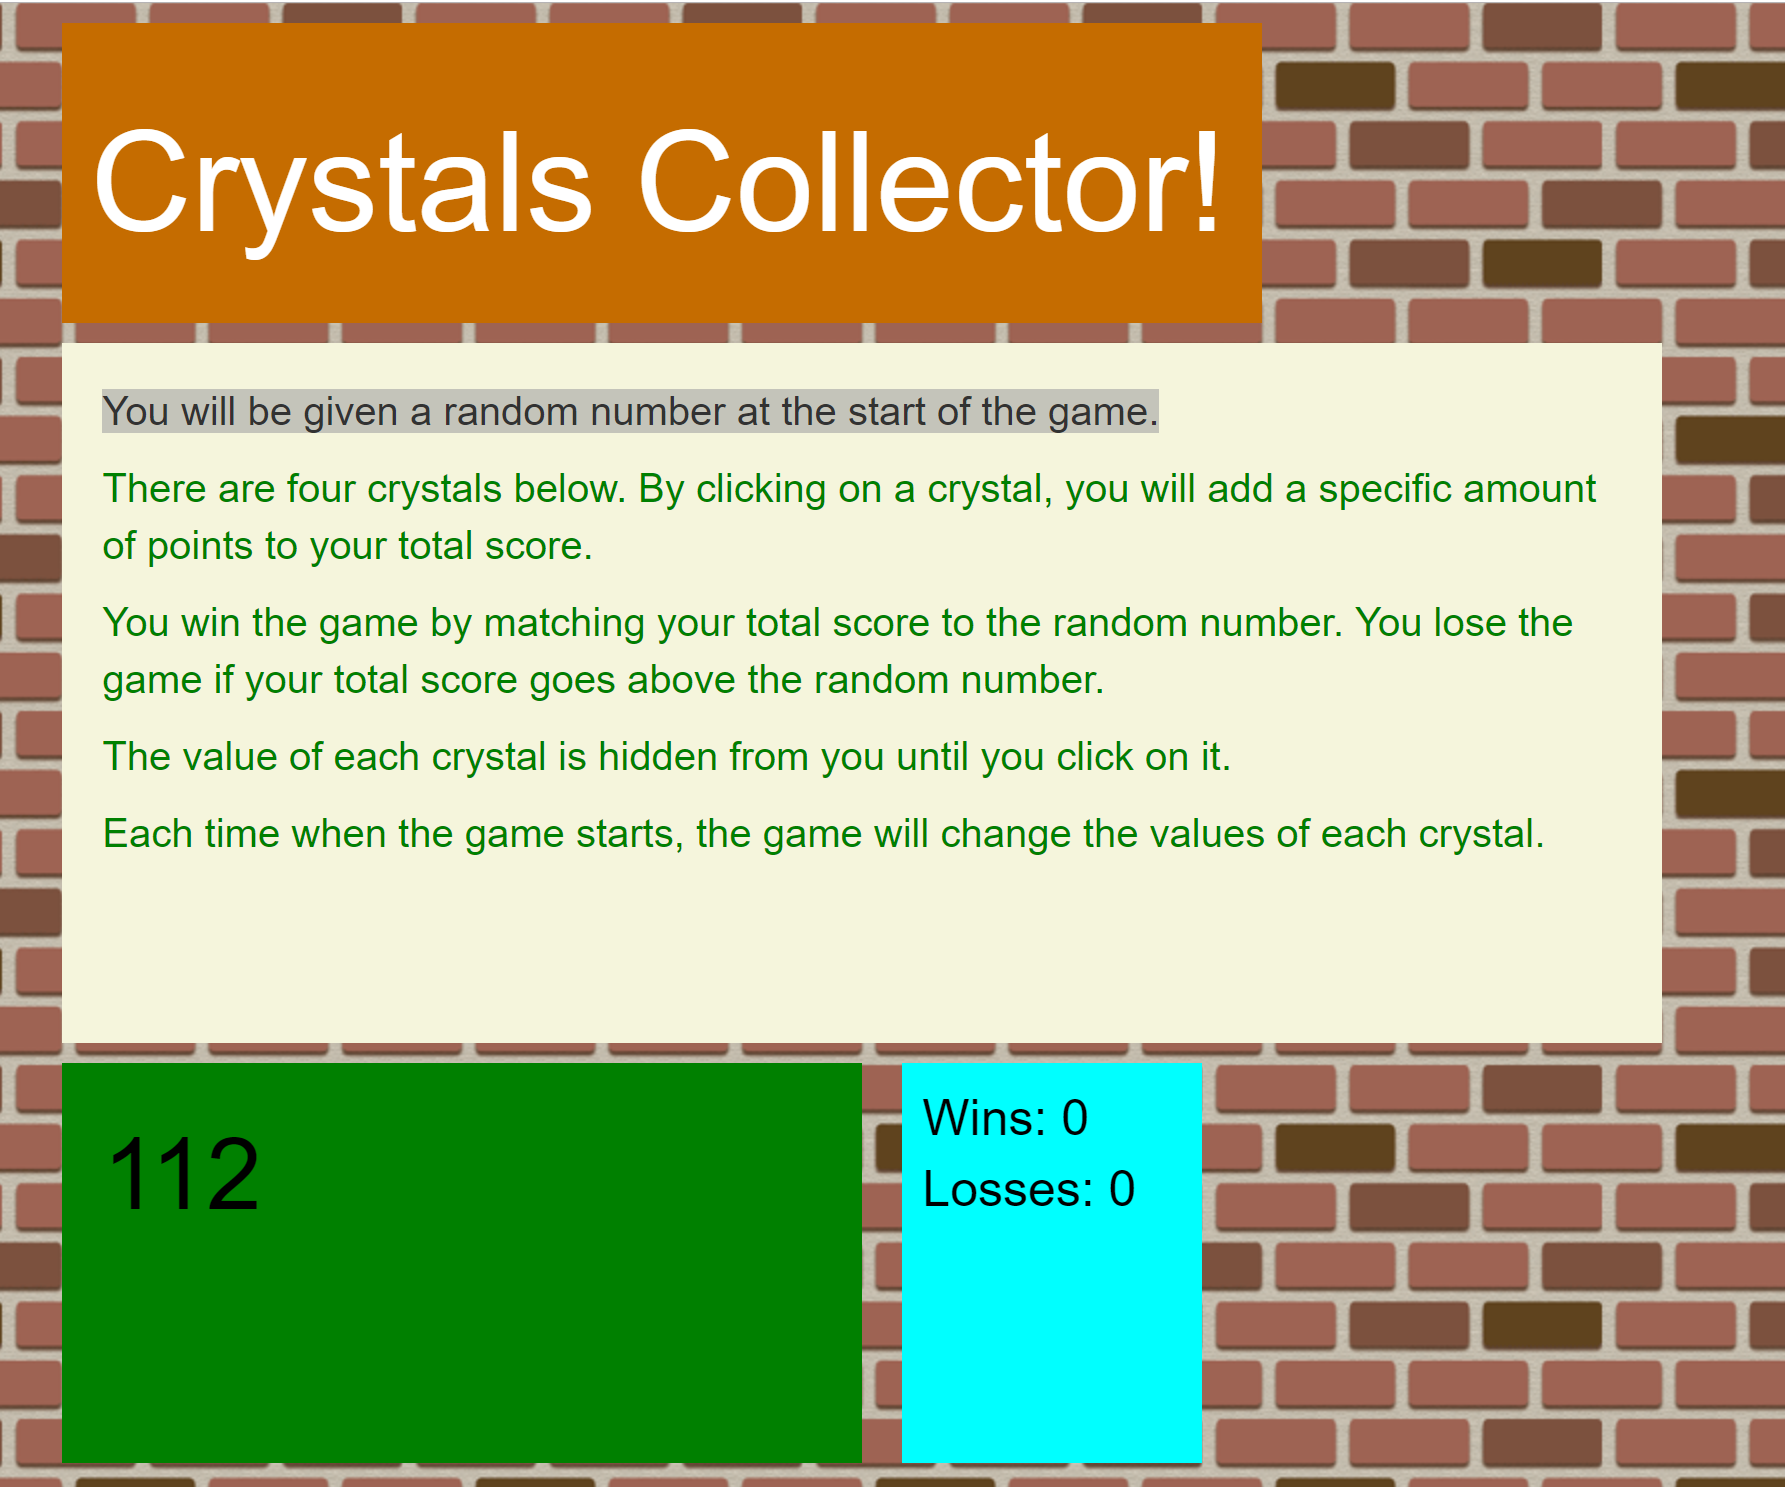 Crystals Collector!
You will be given a random number at the start of the game.
There are four crystals below. By clicking on a crystal, you will add a specific amount
of points to your total score.
You win the game by matching your total score to the random number. You lose the
game if your total score goes above the random number.
The value of each crystal is hidden from you until you click on it.
Each time when the game starts, the game will change the values of each crystal.
112
Wins: 0
Losses: 0